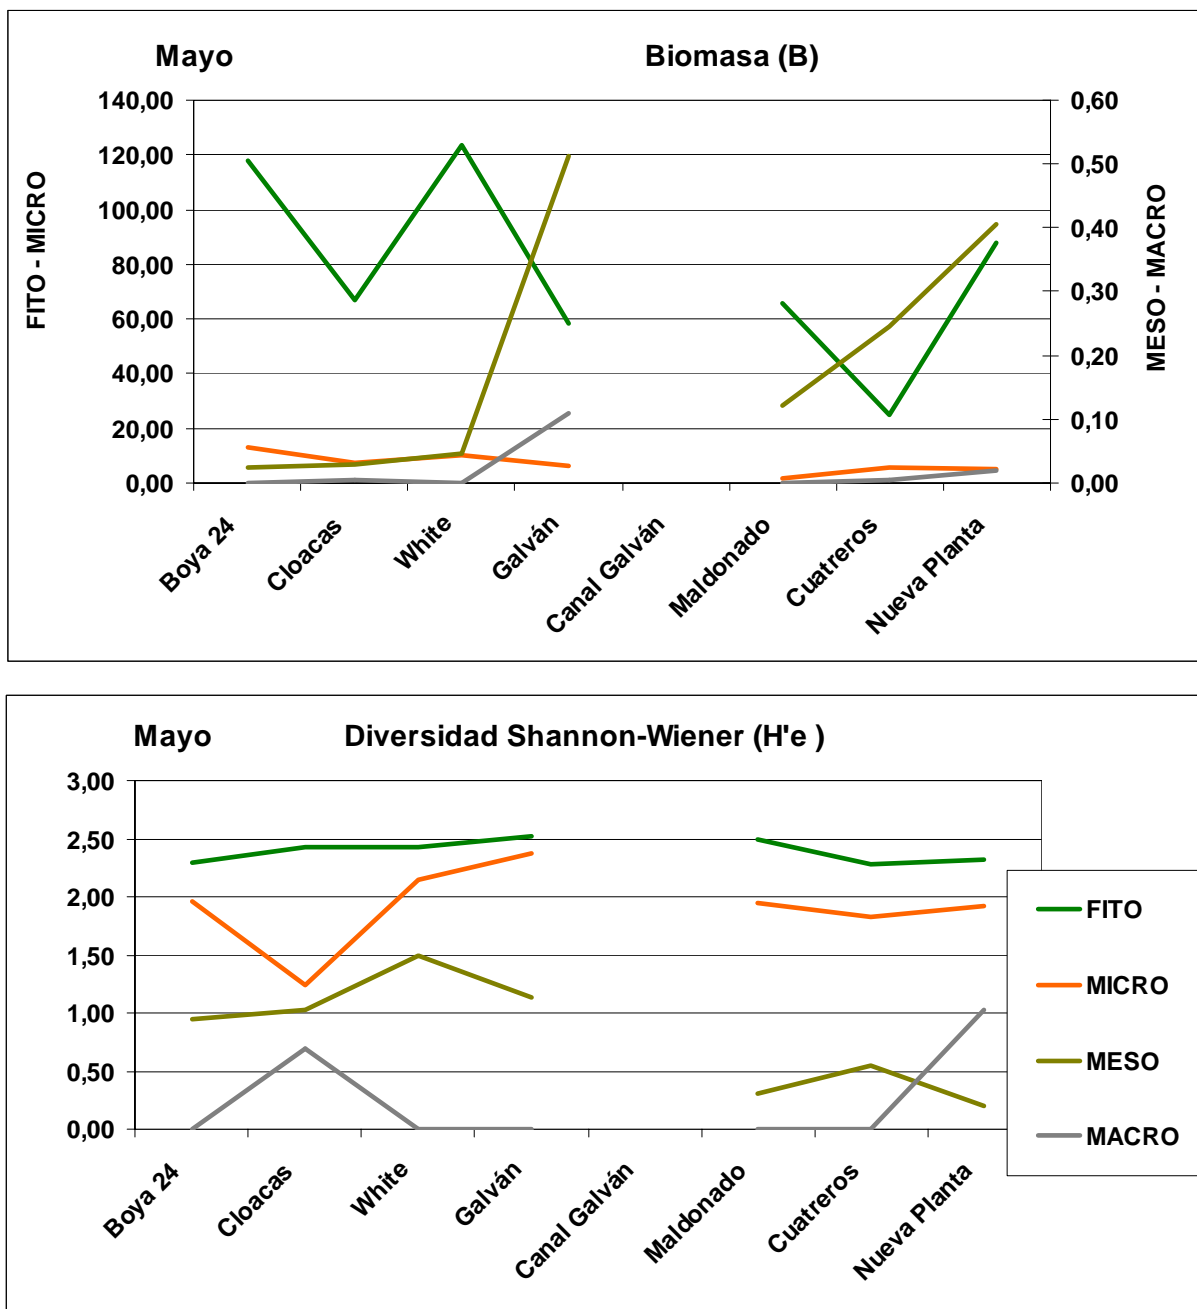 Mayo
Biomasa (B)
FITO - MICRO
140,00
120,00
100,00
80,00
60,00
40,00
20,00
0,00
0,60
0,50
0,40
0,30
0,20
0,10
0,00
MESO - MACRO
Boya 24
Cloacas
White
Galván
Canal Galván
Maldonado
Cuatreros
Nueva Planta
Mayo
Diversidad Shannon-Wiener (H'e )
3,00
2,50
2,00
1,50
1,00
0,50
0,00
Boya 24
Cloacas
White
Galván
Canal Galván
Maldonado
Cuatreros
Nueva Planta
FITO
MICRO
MESO
MACRO